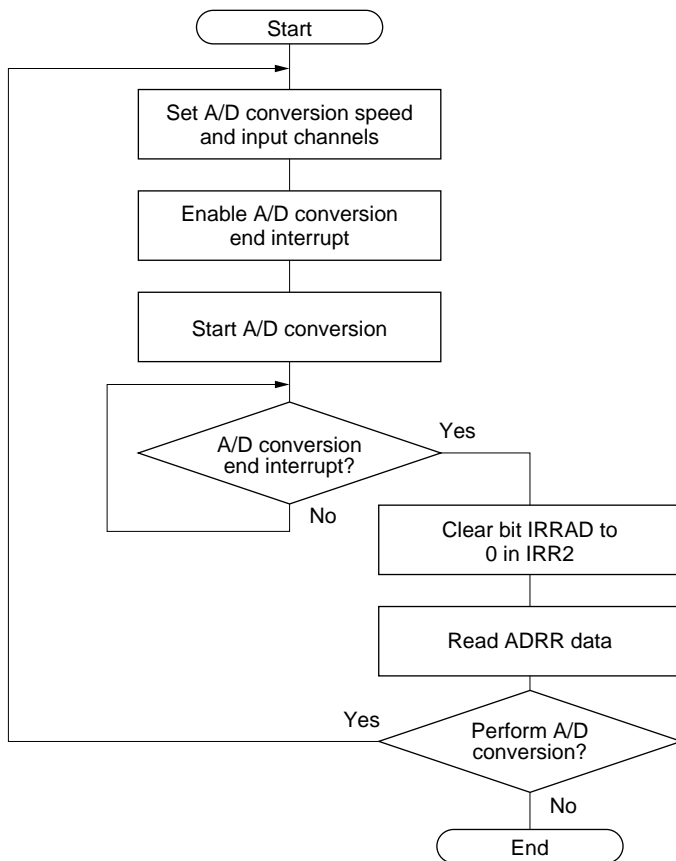 Start
Set A/D conversion speed
and input channels
Enable A/D conversion
end interrupt
Start A/D conversion
A/D conversion
end interrupt?
Yes
No
Clear bit IRRAD to
0 in IRR2
Read ADRR data
Yes
Perform A/D
conversion?
No
End